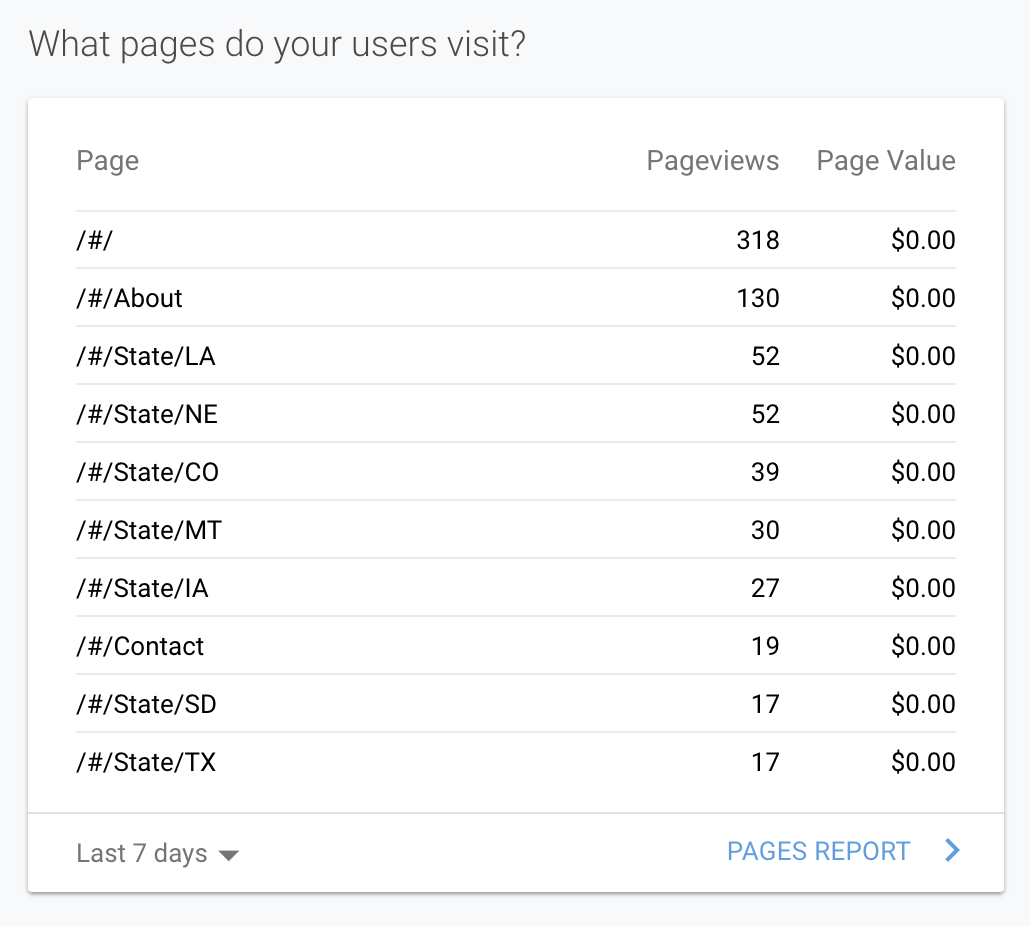 What pages do your users visit?
Page Pageviews Page Value
/#/ 318 $0.00
/#/About 130 $0.00
/#/State/LA 52 $0.00
/#/State/NE 52 $0.00
/#/State/CO 39 $0.00
/#/State/MT 30 $0.00
/#/State/IA 27 $0.00
/#/Contact 19 $0.00
/#/State/SD 17 $0.00
/#/State/TX 17 $0.00
Last 7 days PAGES REPORT